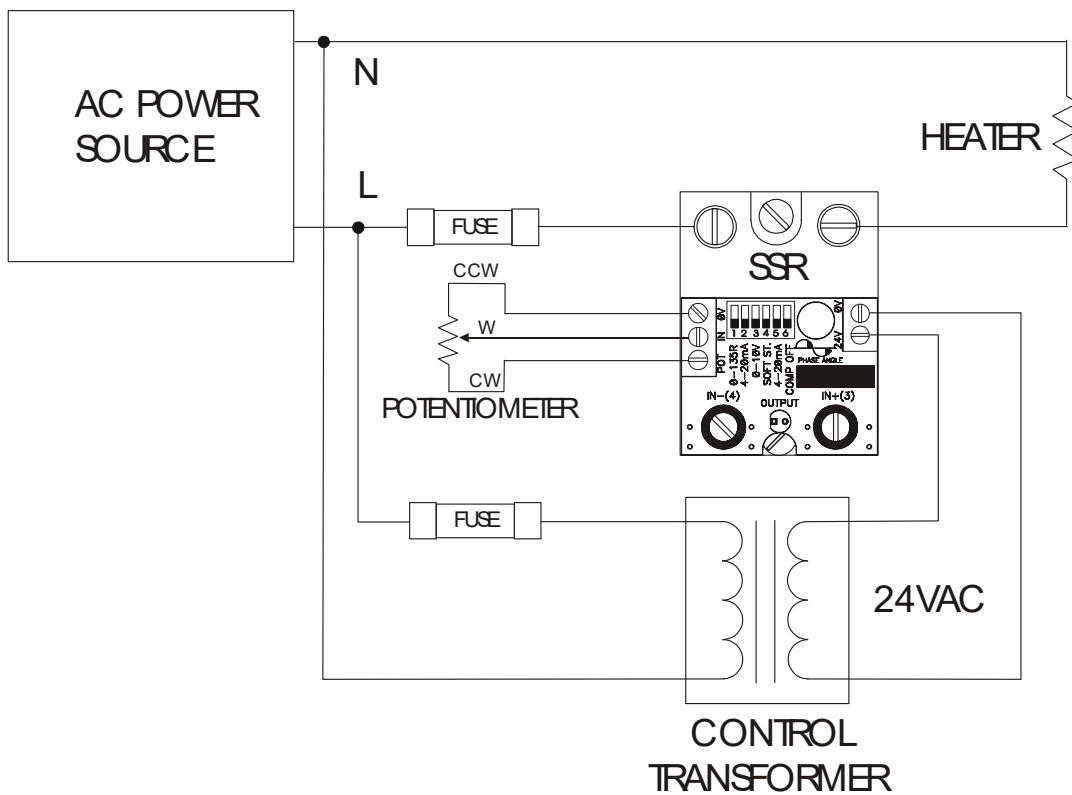 AC POWER
SOURCE
N
L
HEATER
FUSE
SSR
CCW
W
CW
POTENTIOMETER
0V
IN
POT
1 2 3 4 5 6
0-135R
4-20mA
0-10V
SOFT ST.
4-20mA
COMP OFF
0V
24V
PHASE ANGLE
IN-(4)
OUTPUT
IN+(3)
FUSE
24VAC
CONTROL
TRANSFORMER